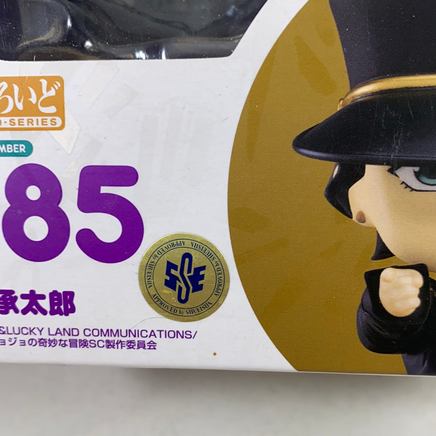 ろいど
SERIES
MBER
85
承太郎
&LUCKY LAND COMMUNICATIONS/
ョジョの奇妙な冒険SC製作委員会